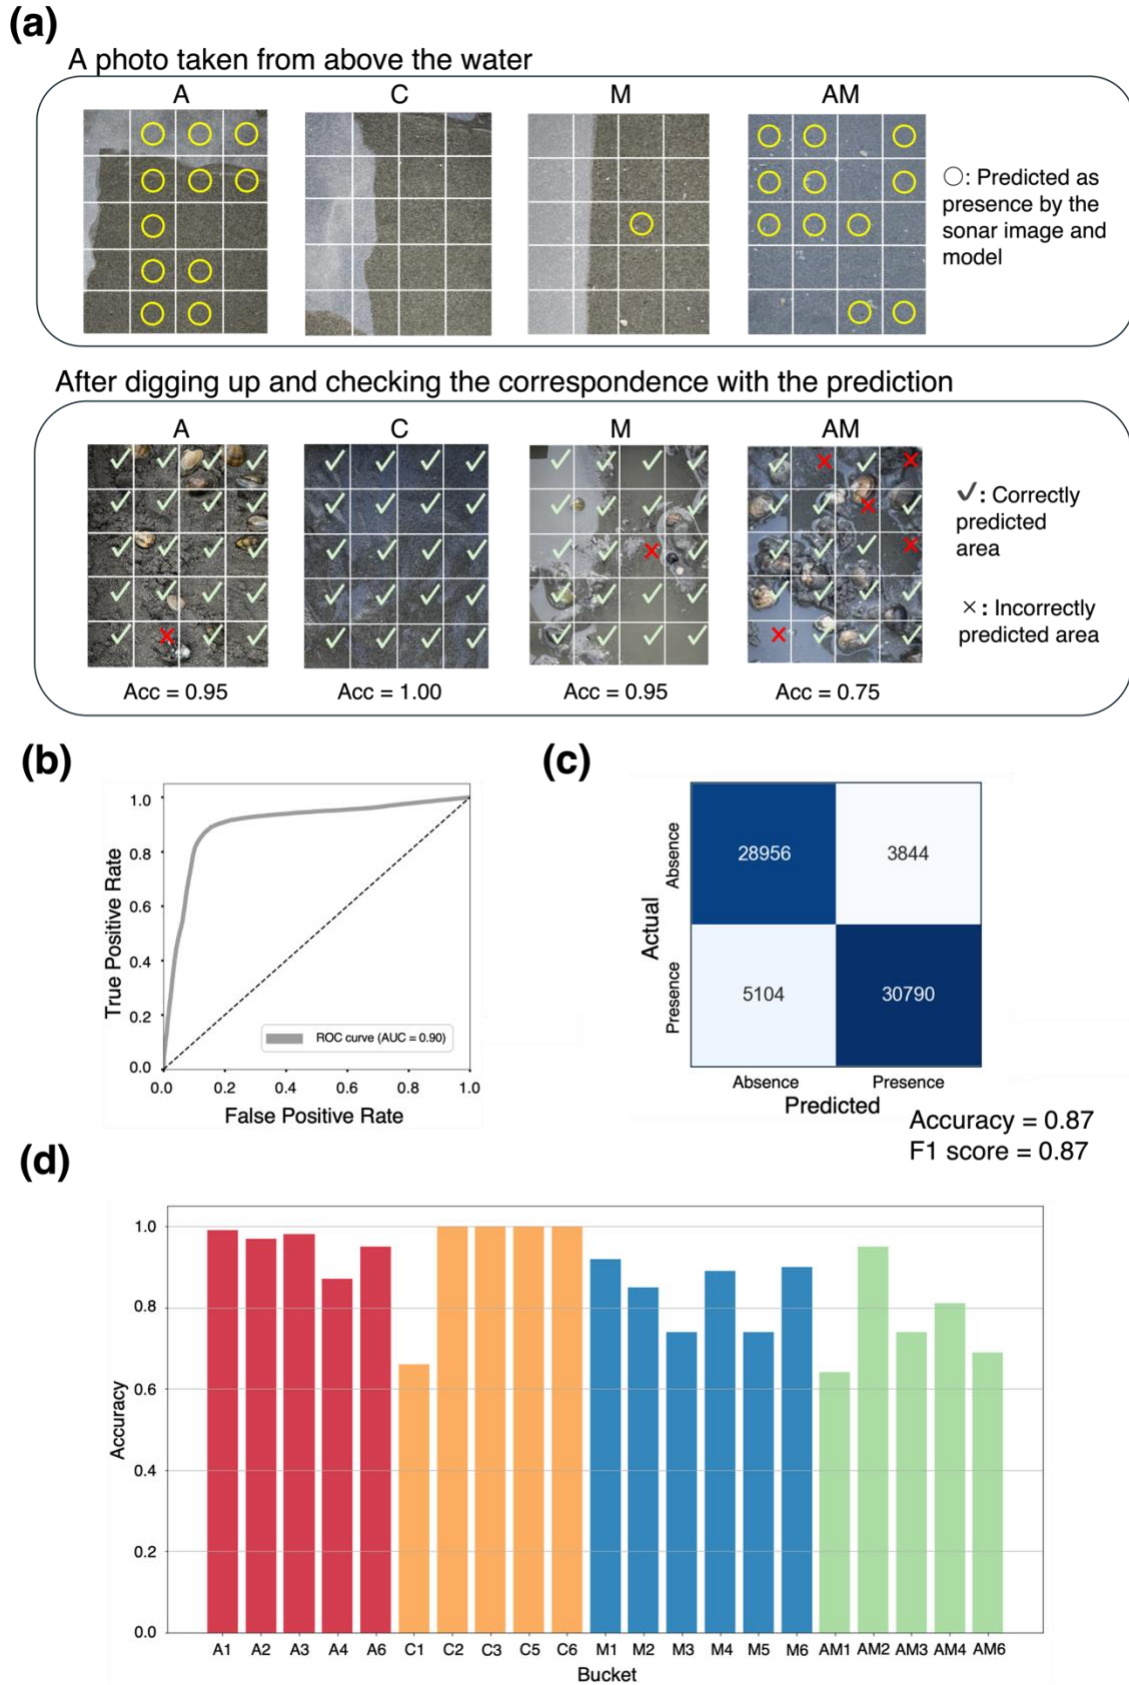 (a)
A photo taken from above the water
A C M AM
○: Predicted as
presence by the
sonar image and
model
After digging up and checking the correspondence with the prediction
A C M AM
✓: Correctly
predicted
area
×: Incorrectly
predicted area
Acc = 0.95 Acc = 1.00 Acc = 0.95 Acc = 0.75
(b)
True Positive Rate
1.0
0.8
0.6
0.4
0.2
0.0
ROC curve (AUC = 0.90)
0.0 0.2 0.4 0.6 0.8 1.0
False Positive Rate
(c)
Actual
Absence
28956 3844
Presence
5104 30790
Absence Presence
Predicted
Accuracy = 0.87
F1 score = 0.87
(d)
Accuracy
1.0
0.8
0.6
0.4
0.2
0.0
A1 A2 A3 A4 A6 C1 C2 C3 C5 C6 M1 M2 M3 M4 M5 M6 AM1 AM2 AM3 AM4 AM6
Bucket